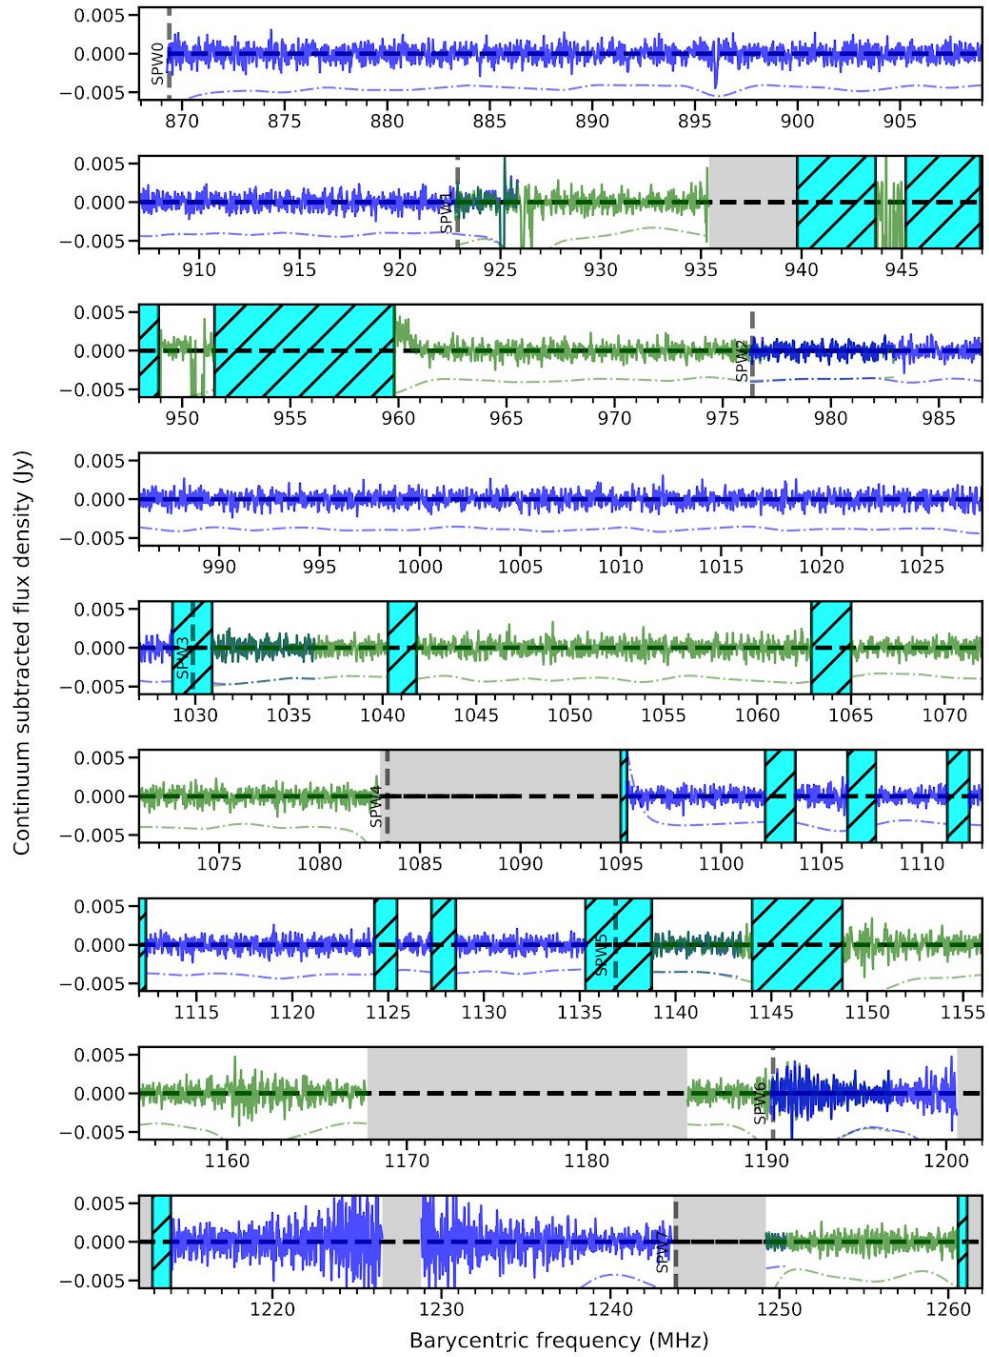 0.005
0.000
−0.005
SPW0
870 875 880 885 890 895 900 905
0.005
0.000
−0.005
SPW1
910 915 920 925 930 935 940 945
0.005
0.000
−0.005
SPW2
950 955 960 965 970 975 980 985
Continuum subtracted flux density (Jy)
0.005
0.000
−0.005
990 995 1000 1005 1010 1015 1020 1025
0.005
0.000
−0.005
SPW3
1030 1035 1040 1045 1050 1055 1060 1065 1070
0.005
0.000
−0.005
SPW4
1075 1080 1085 1090 1095 1100 1105 1110
0.005
0.000
−0.005
SPW5
1115 1120 1125 1130 1135 1140 1145 1150 1155
0.005
0.000
−0.005
SPW6
1160 1170 1180 1190 1200
0.005
0.000
−0.005
SPW7
1220 1230 1240 1250 1260
Barycentric frequency (MHz)